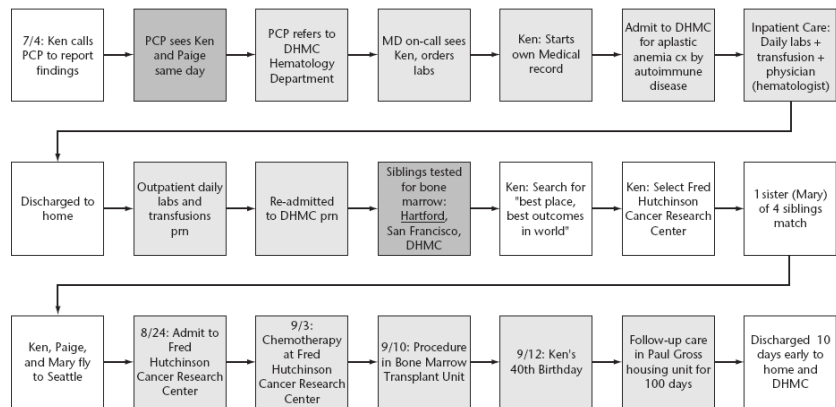 7/4: Ken calls
PCP to report
findings
PCP sees Ken
and Paige
same day
PCP refers to
DHMC
Hematology
Department
MD on-call sees
Ken, orders
labs
Ken: Starts
own Medical
record
Admit to DHMC
for aplastic
anemia cx by
autoimmune
disease
Inpatient Care:
Daily labs +
transfusion +
physician
(hematologist)
Discharged to
home
Outpatient daily
labs and
transfusions
prn
Re-admitted
to DHMC prn
Siblings tested
for bone
marrow:
Hartford,
San Francisco,
DHMC
Ken: Search for
"best place,
best outcomes
in world"
Ken: Select Fred
Hutchinson
Cancer Research
Center
1 sister (Mary)
of 4 siblings
match
Ken, Paige,
and Mary fly
to Seattle
8/24: Admit to
Fred
Hutchinson
Cancer Research
Center
9/3:
Chemotherapy
at Fred
Hutchinson
Cancer Research
Center
9/10: Procedure
in Bone Marrow
Transplant Unit
9/12: Ken's
40th Birthday
Follow-up care
in Paul Gross
housing unit for
100 days
Discharged 10
days early to
home and
DHMC